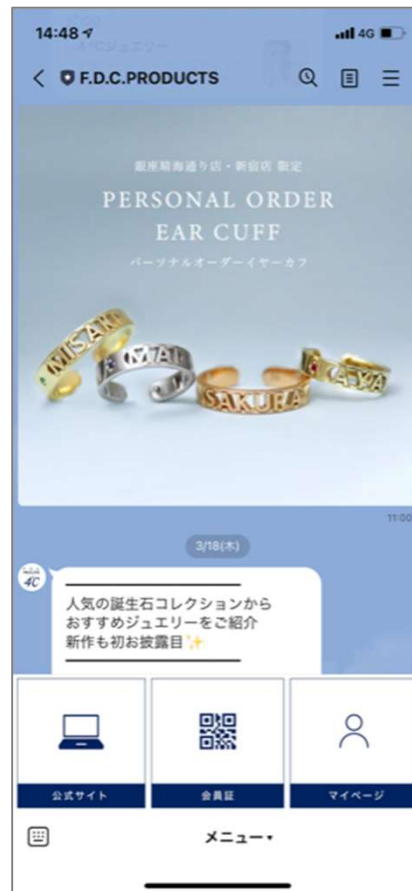 14:48
4G
F.D.C.PRODUCTS
銀座晴海通り店・新宿店 限定
PERSONAL ORDER
EAR CUFF
パーソナルオーダーイヤーカフ
MISAKI
SAKURA
AYA
11:00
3/18(木)
4℃
人気の誕生石コレクションから
おすすめジュエリーをご紹介
新作も初お披露目✨
公式サイト
会員証
マイページ
メニュー▾